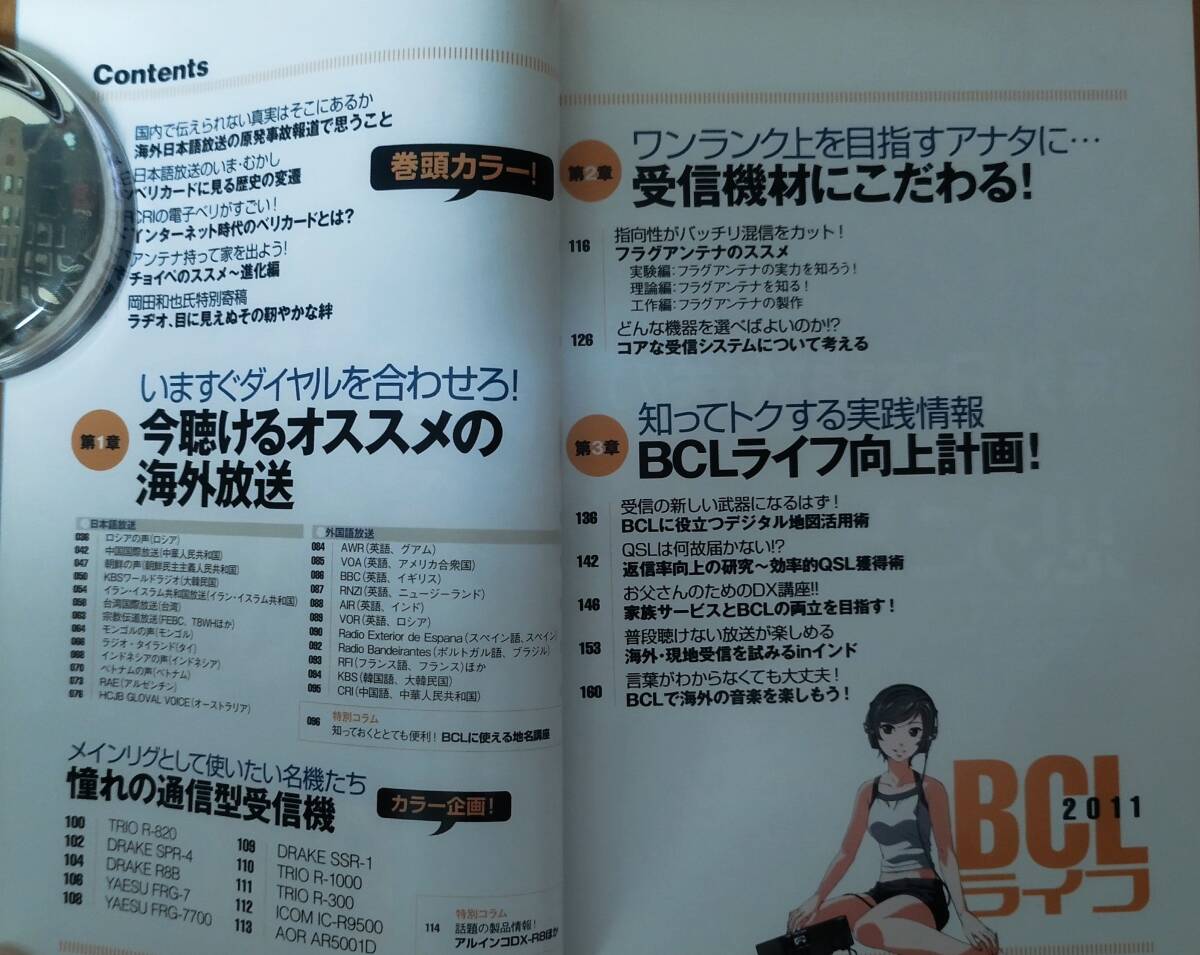 Contents
国内で伝えられない真実はそこにあるか
海外日本語放送の原発事故報道で思うこと
日本語放送のいま・むかし
ベリカードに見る歴史の変遷
CRIの電子ベリがすごい！
インターネット時代のベリカードとは？
アンテナ持って家を出よう！
チョイペのススメ～進化編
岡田和也氏特別寄稿
ラヂオ、目に見えぬその靭やかな絆
巻頭カラー！
第1章
いますぐダイヤルを合わせろ！
今聴けるオススメの
海外放送
日本語放送
036 ロシアの声（ロシア）
042 中国国際放送（中華人民共和国）
047 朝鮮の声（朝鮮民主主義人民共和国）
050 KBSワールドラジオ（大韓民国）
054 イラン・イスラム共和国放送（イラン・イスラム共和国）
058 台湾国際放送（台湾）
063 宗教伝道放送（FEBC、TBWHほか）
064 モンゴルの声（モンゴル）
066 ラジオ・タイランド（タイ）
068 インドネシアの声（インドネシア）
070 ベトナムの声（ベトナム）
073 RAE（アルゼンチン）
076 HCJB GLOVAL VOICE（オーストラリア）
外国語放送
084 AWR（英語、グアム）
085 VOA（英語、アメリカ合衆国）
086 BBC（英語、イギリス）
087 RNZI（英語、ニュージーランド）
088 AIR（英語、インド）
089 VOR（英語、ロシア）
090 Radio Exterior de Espana（スペイン語、スペイン）
092 Radio Bandeirantes（ポルトガル語、ブラジル）
093 RFI（フランス語、フランス）ほか
094 KBS（韓国語、大韓民国）
095 CRI（中国語、中華人民共和国）
096 特別コラム
知っておくととても便利！ BCLに使える地名講座
メインリグとして使いたい名機たち
憧れの通信型受信機
カラー企画！
100 TRIO R-820
102 DRAKE SPR-4
104 DRAKE R8B
106 YAESU FRG-7
108 YAESU FRG-7700
109 DRAKE SSR-1
110 TRIO R-1000
111 TRIO R-300
112 ICOM IC-R9500
113 AOR AR5001D
114 特別コラム
話題の製品情報！
アルインコDX-R8ほか
第2章
ワンランク上を目指すアナタに…
受信機材にこだわる！
116 指向性がバッチリ混信をカット！
フラグアンテナのススメ
実験編：フラグアンテナの実力を知ろう！
理論編：フラグアンテナを知る！
工作編：フラグアンテナの製作
126 どんな機器を選べばよいのか!?
コアな受信システムについて考える
第3章
知ってトクする実践情報
BCLライフ向上計画！
136 受信の新しい武器になるはず！
BCLに役立つデジタル地図活用術
142 QSLは何故届かない!?
返信率向上の研究～効率的QSL獲得術
146 お父さんのためのDX講座!!
家族サービスとBCLの両立を目指す！
153 普段聴けない放送が楽しめる
海外・現地受信を試みるinインド
160 言葉がわからなくても大丈夫！
BCLで海外の音楽を楽しもう！
BCL
2011
ライフ